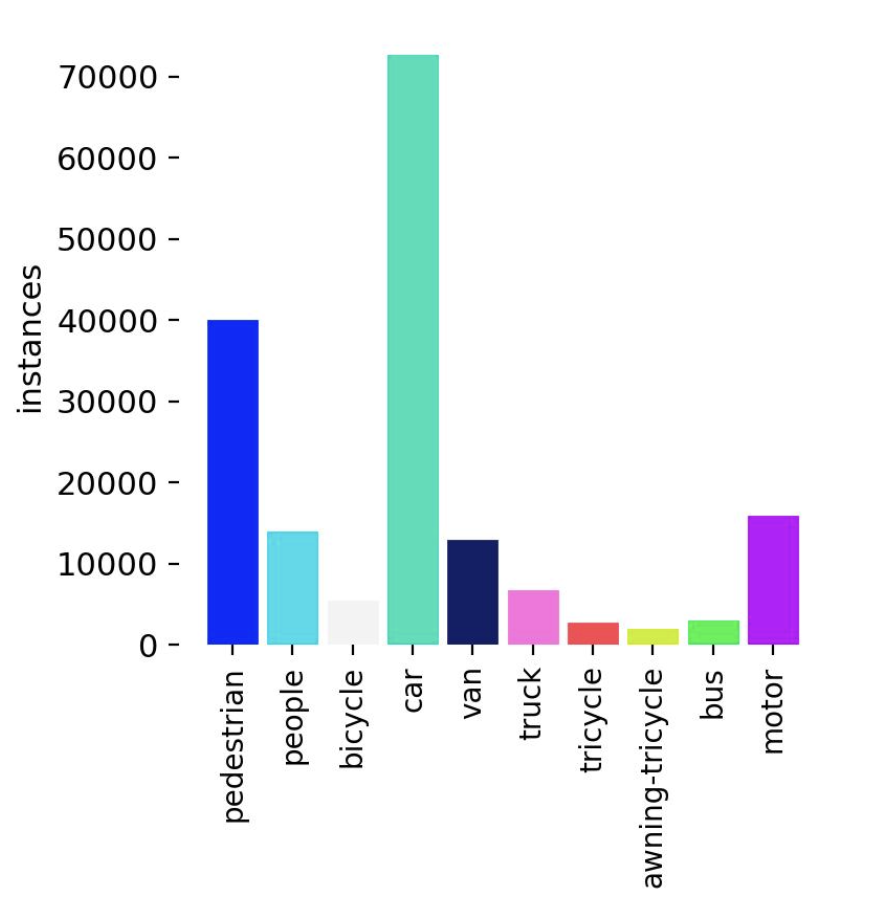 70000
60000
50000
40000
30000
20000
10000
0
instances
pedestrian
people
bicycle
car
van
truck
tricycle
awning-tricycle
bus
motor